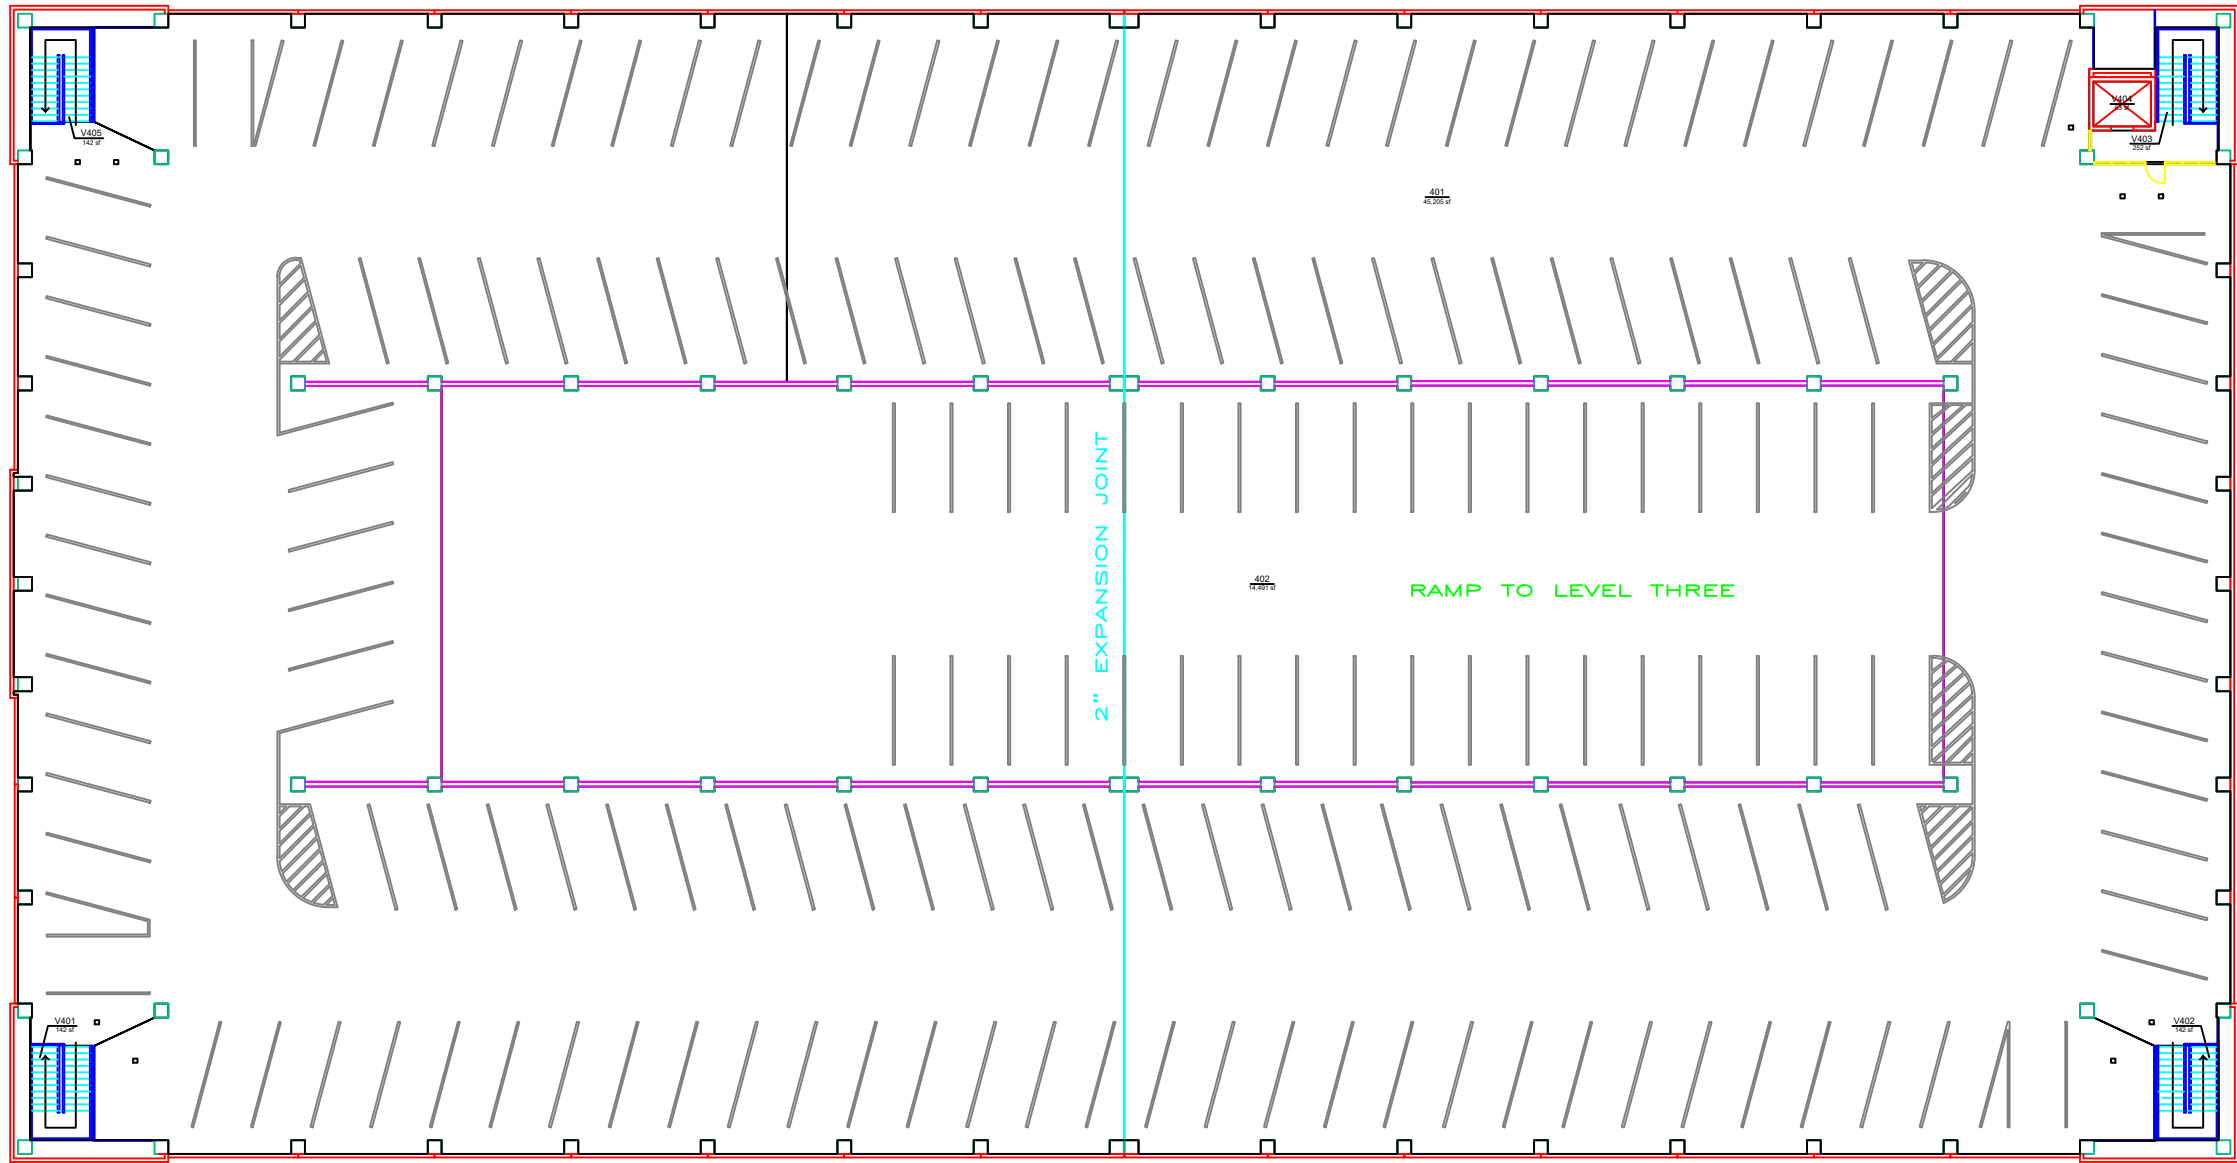 V405
142 sf
V404
V403
252 sf
401
45,205 sf
2" EXPANSION JOINT
402
14,491 sf
RAMP TO LEVEL THREE
V401
142 sf
V402
142 sf